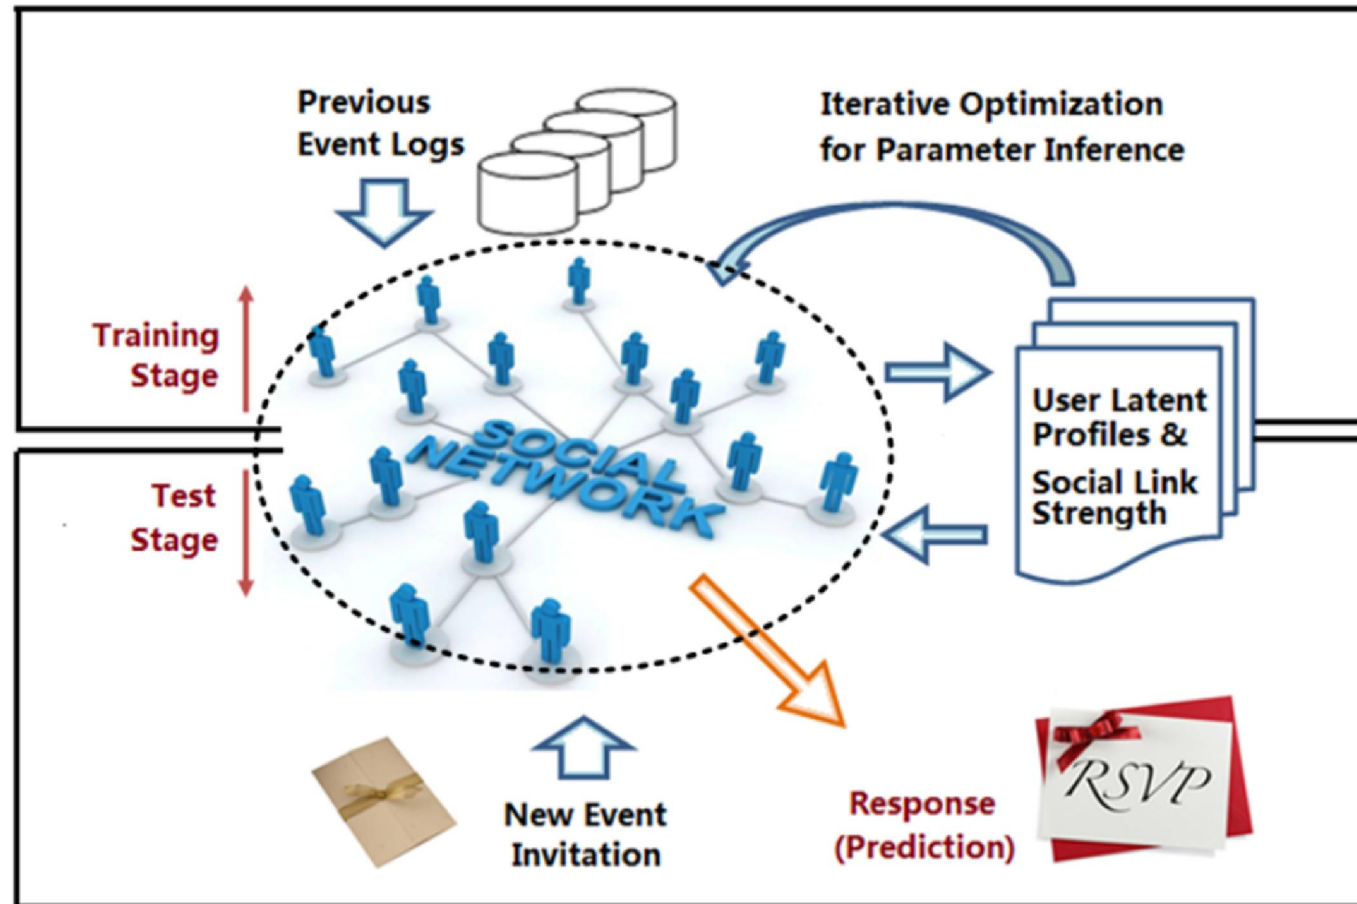 Previous
Event Logs
Iterative Optimization
for Parameter Inference
Training
Stage
User Latent
Profiles &
Social Link
Strength
SOCIAL
NETWORK
Test
Stage
New Event
Invitation
Response
(Prediction)
RSVP